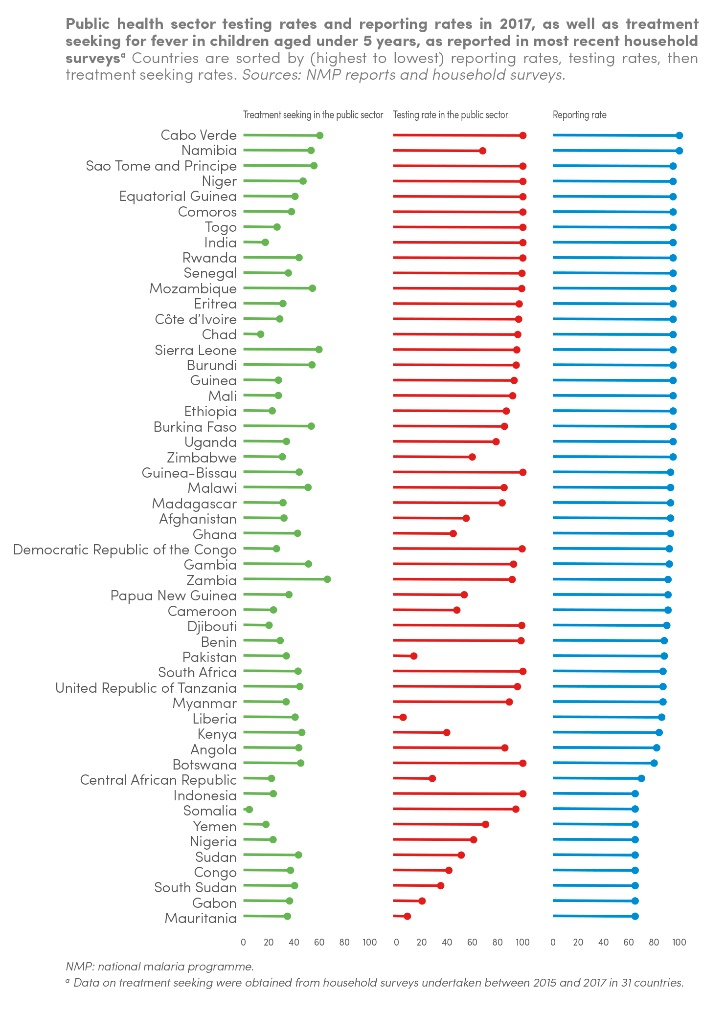 Public health sector testing rates and reporting rates in 2017, as well as treatment
seeking for fever in children aged under 5 years, as reported in most recent household
surveysᵃ Countries are sorted by (highest to lowest) reporting rates, testing rates, then
treatment seeking rates. Sources: NMP reports and household surveys.
Treatment seeking in the public sector Testing rate in the public sector Reporting rate
Cabo Verde
Namibia
Sao Tome and Principe
Niger
Equatorial Guinea
Comoros
Togo
India
Rwanda
Senegal
Mozambique
Eritrea
Côte d'Ivoire
Chad
Sierra Leone
Burundi
Guinea
Mali
Ethiopia
Burkina Faso
Uganda
Zimbabwe
Guinea-Bissau
Malawi
Madagascar
Afghanistan
Ghana
Democratic Republic of the Congo
Gambia
Zambia
Papua New Guinea
Cameroon
Djibouti
Benin
Pakistan
South Africa
United Republic of Tanzania
Myanmar
Liberia
Kenya
Angola
Botswana
Central African Republic
Indonesia
Somalia
Yemen
Nigeria
Sudan
Congo
South Sudan
Gabon
Mauritania
0 20 40 60 80 100 0 20 40 60 80 100 0 20 40 60 80 100
NMP: national malaria programme.
ᵃ Data on treatment seeking were obtained from household surveys undertaken between 2015 and 2017 in 31 countries.